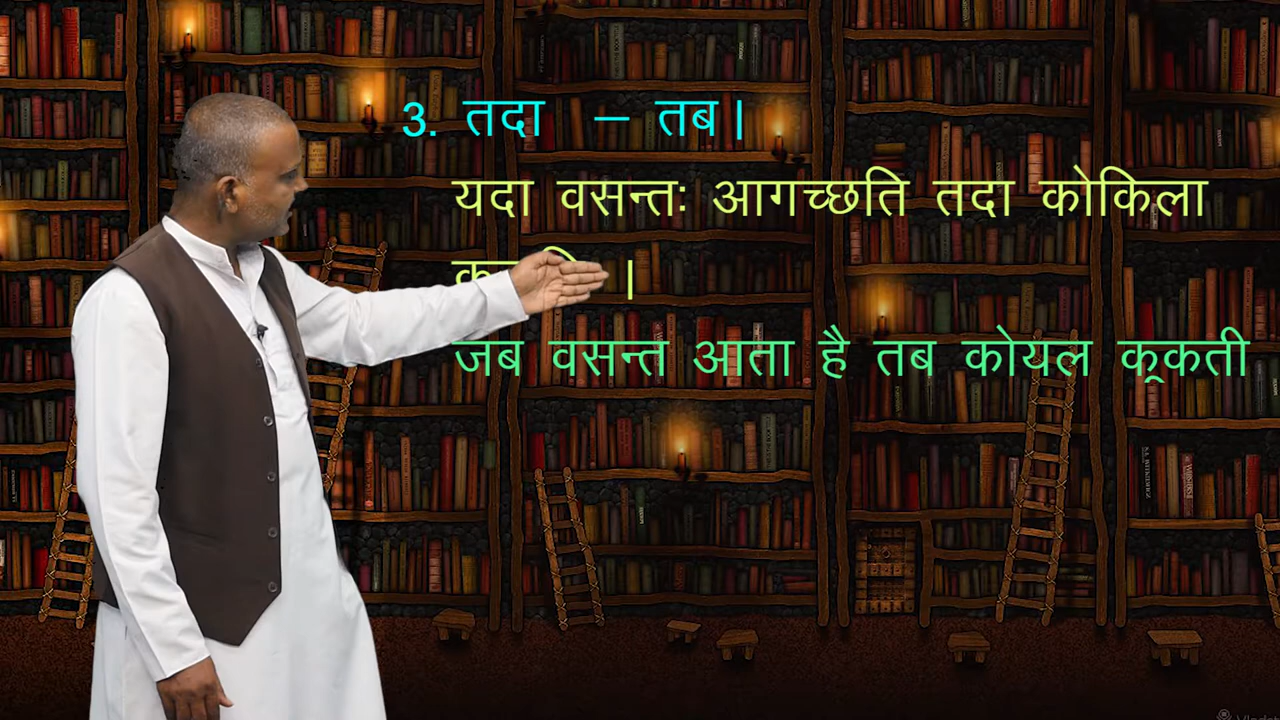 3. तदा – तब।
यदा वसन्तः आगच्छति तदा कोकिला
।
जब वसन्त आता है तब कोयल कूकती